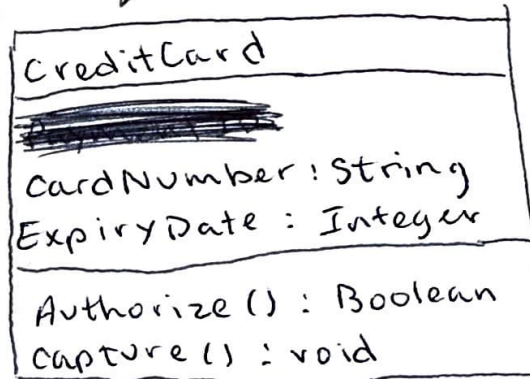 CreditCard
CardNumber: String
ExpiryDate : Integer
Authorize() : Boolean
Capture() : void